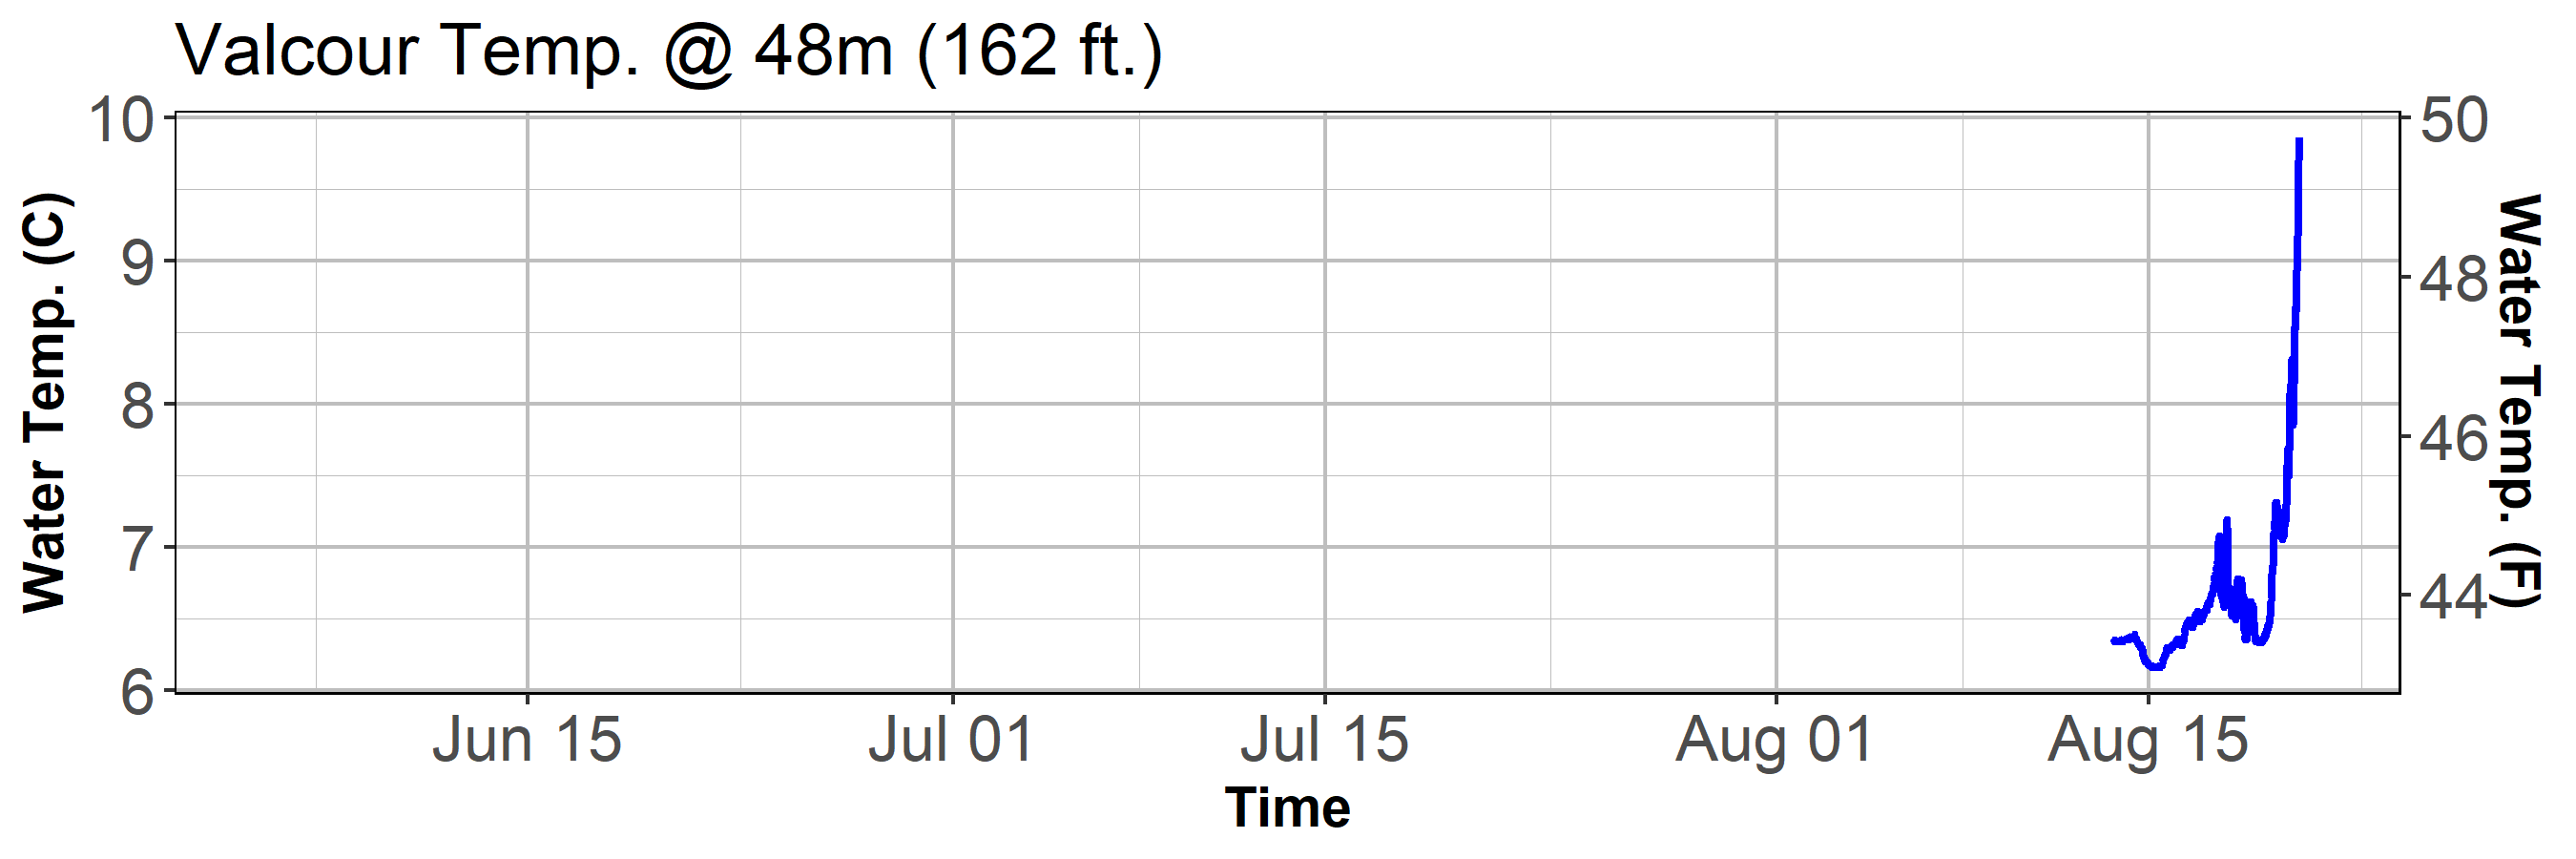 Valcour Temp. @ 48m (162 ft.)
Water Temp. (C)
10
9
8
7
6
50
48
46
44
Water Temp. (F)
Jun 15
Jul 01
Jul 15
Aug 01
Aug 15
Time